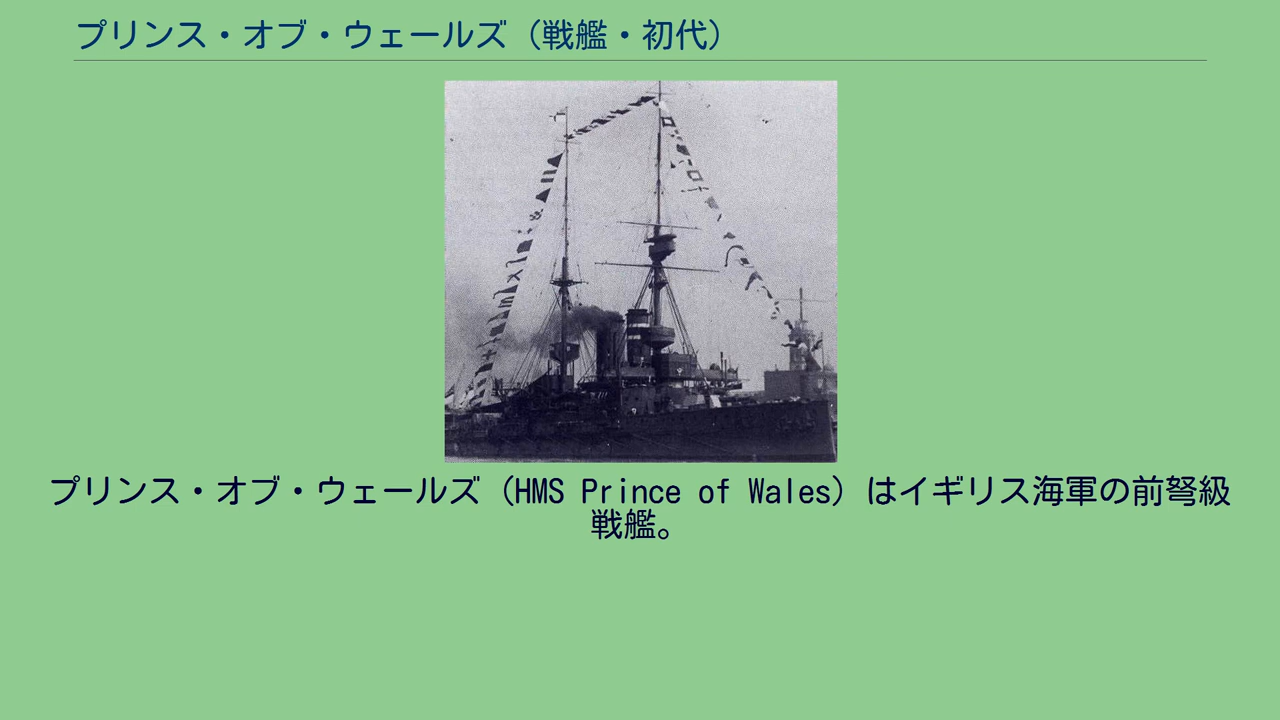 プリンス・オブ・ウェールズ（戦艦・初代）
プリンス・オブ・ウェールズ（HMS Prince of Wales）はイギリス海軍の前弩級
戦艦。